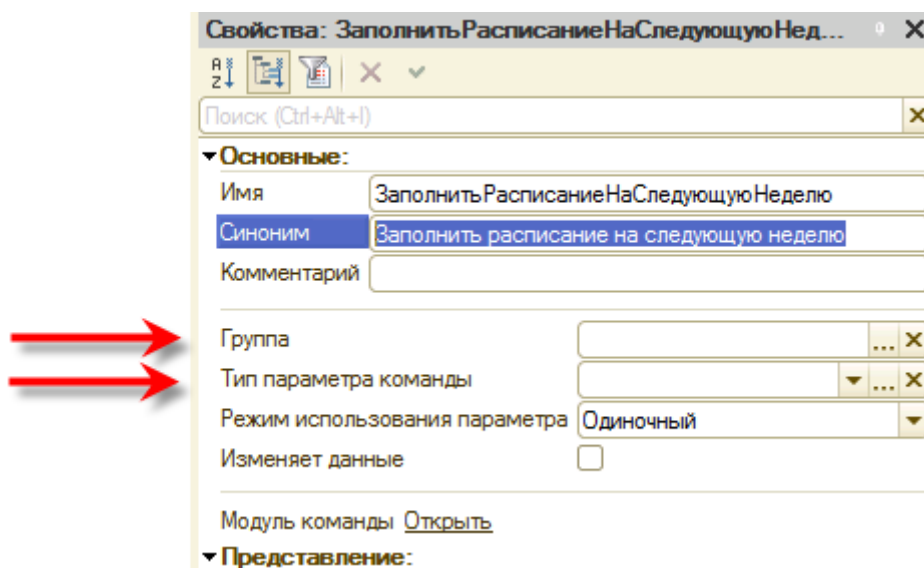 Свойства: ЗаполнитьРасписаниеНаСледующуюНед...
Поиск (Ctrl+Alt+I)
Основные:
Имя ЗаполнитьРасписаниеНаСледующуюНеделю
Синоним Заполнить расписание на следующую неделю
Комментарий
Группа ...
Тип параметра команды ...
Режим использования параметра Одиночный
Изменяет данные
Модуль команды Открыть
Представление: